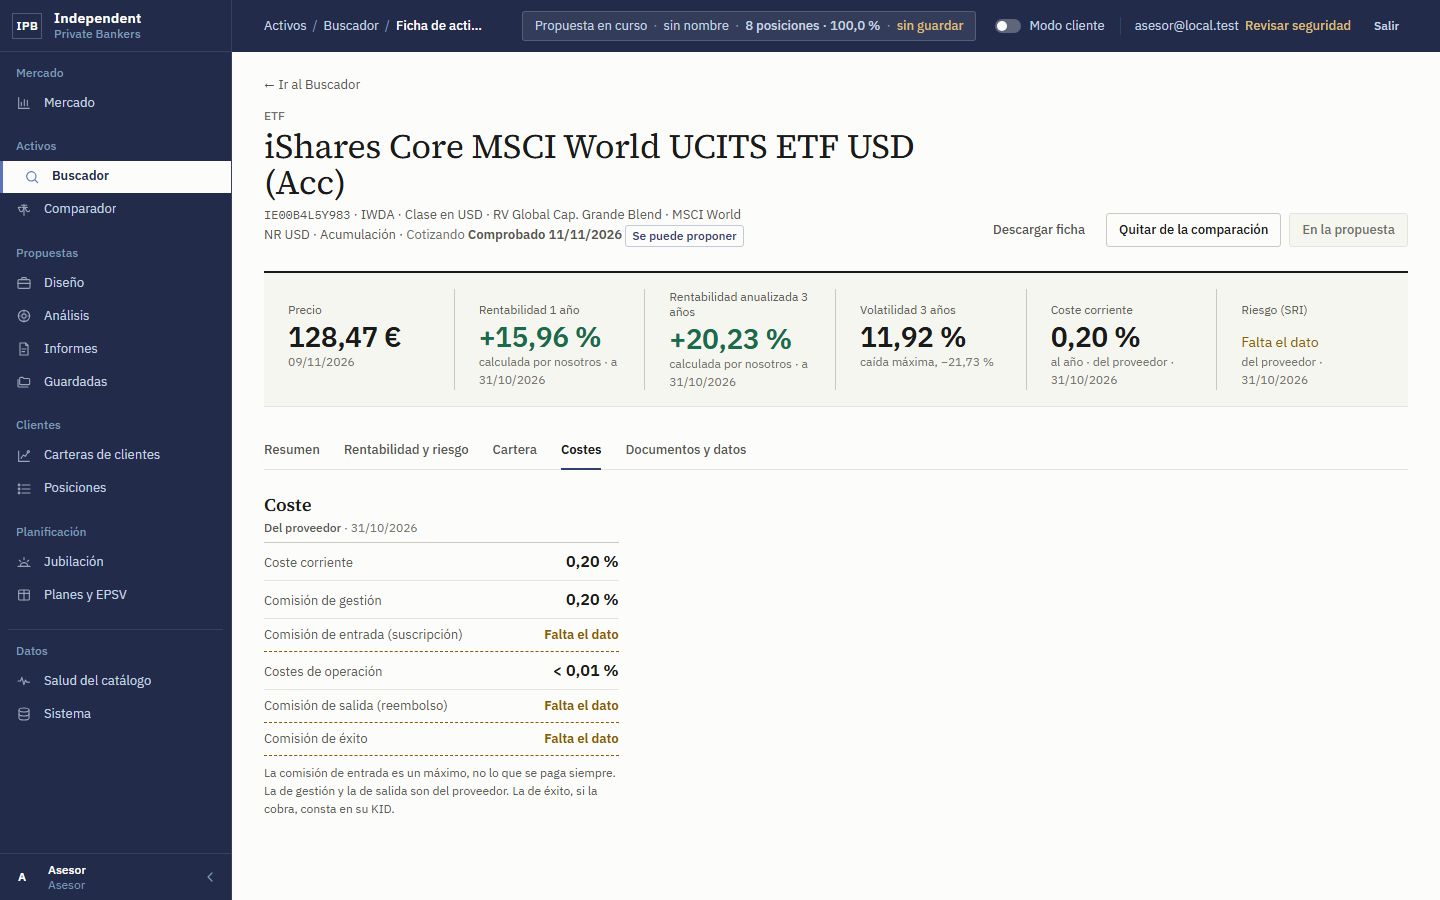 IPB
Independent
Private Bankers
Activos / Buscador / Ficha de acti...
Propuesta en curso · sin nombre · 8 posiciones · 100,0 % · sin guardar
Modo cliente
asesor@local.test Revisar seguridad
Salir
Mercado
Mercado
Activos
Buscador
Comparador
Propuestas
Diseño
Análisis
Informes
Guardadas
Clientes
Carteras de clientes
Posiciones
Planificación
Jubilación
Planes y EPSV
Datos
Salud del catálogo
Sistema
A
Asesor
Asesor
← Ir al Buscador
ETF
iShares Core MSCI World UCITS ETF USD
(Acc)
IE00B4L5Y983 · IWDA · Clase en USD · RV Global Cap. Grande Blend · MSCI World
NR USD · Acumulación · Cotizando Comprobado 11/11/2026 Se puede proponer
Descargar ficha
Quitar de la comparación
En la propuesta
Precio
128,47 €
09/11/2026
Rentabilidad 1 año
+15,96 %
calculada por nosotros · a
31/10/2026
Rentabilidad anualizada 3
años
+20,23 %
calculada por nosotros · a
31/10/2026
Volatilidad 3 años
11,92 %
caída máxima, −21,73 %
Coste corriente
0,20 %
al año · del proveedor ·
31/10/2026
Riesgo (SRI)
Falta el dato
del proveedor ·
31/10/2026
Resumen
Rentabilidad y riesgo
Cartera
Costes
Documentos y datos
Coste
Del proveedor · 31/10/2026
Coste corriente 0,20 %
Comisión de gestión 0,20 %
Comisión de entrada (suscripción) Falta el dato
Costes de operación < 0,01 %
Comisión de salida (reembolso) Falta el dato
Comisión de éxito Falta el dato
La comisión de entrada es un máximo, no lo que se paga siempre.
La de gestión y la de salida son del proveedor. La de éxito, si la
cobra, consta en su KID.